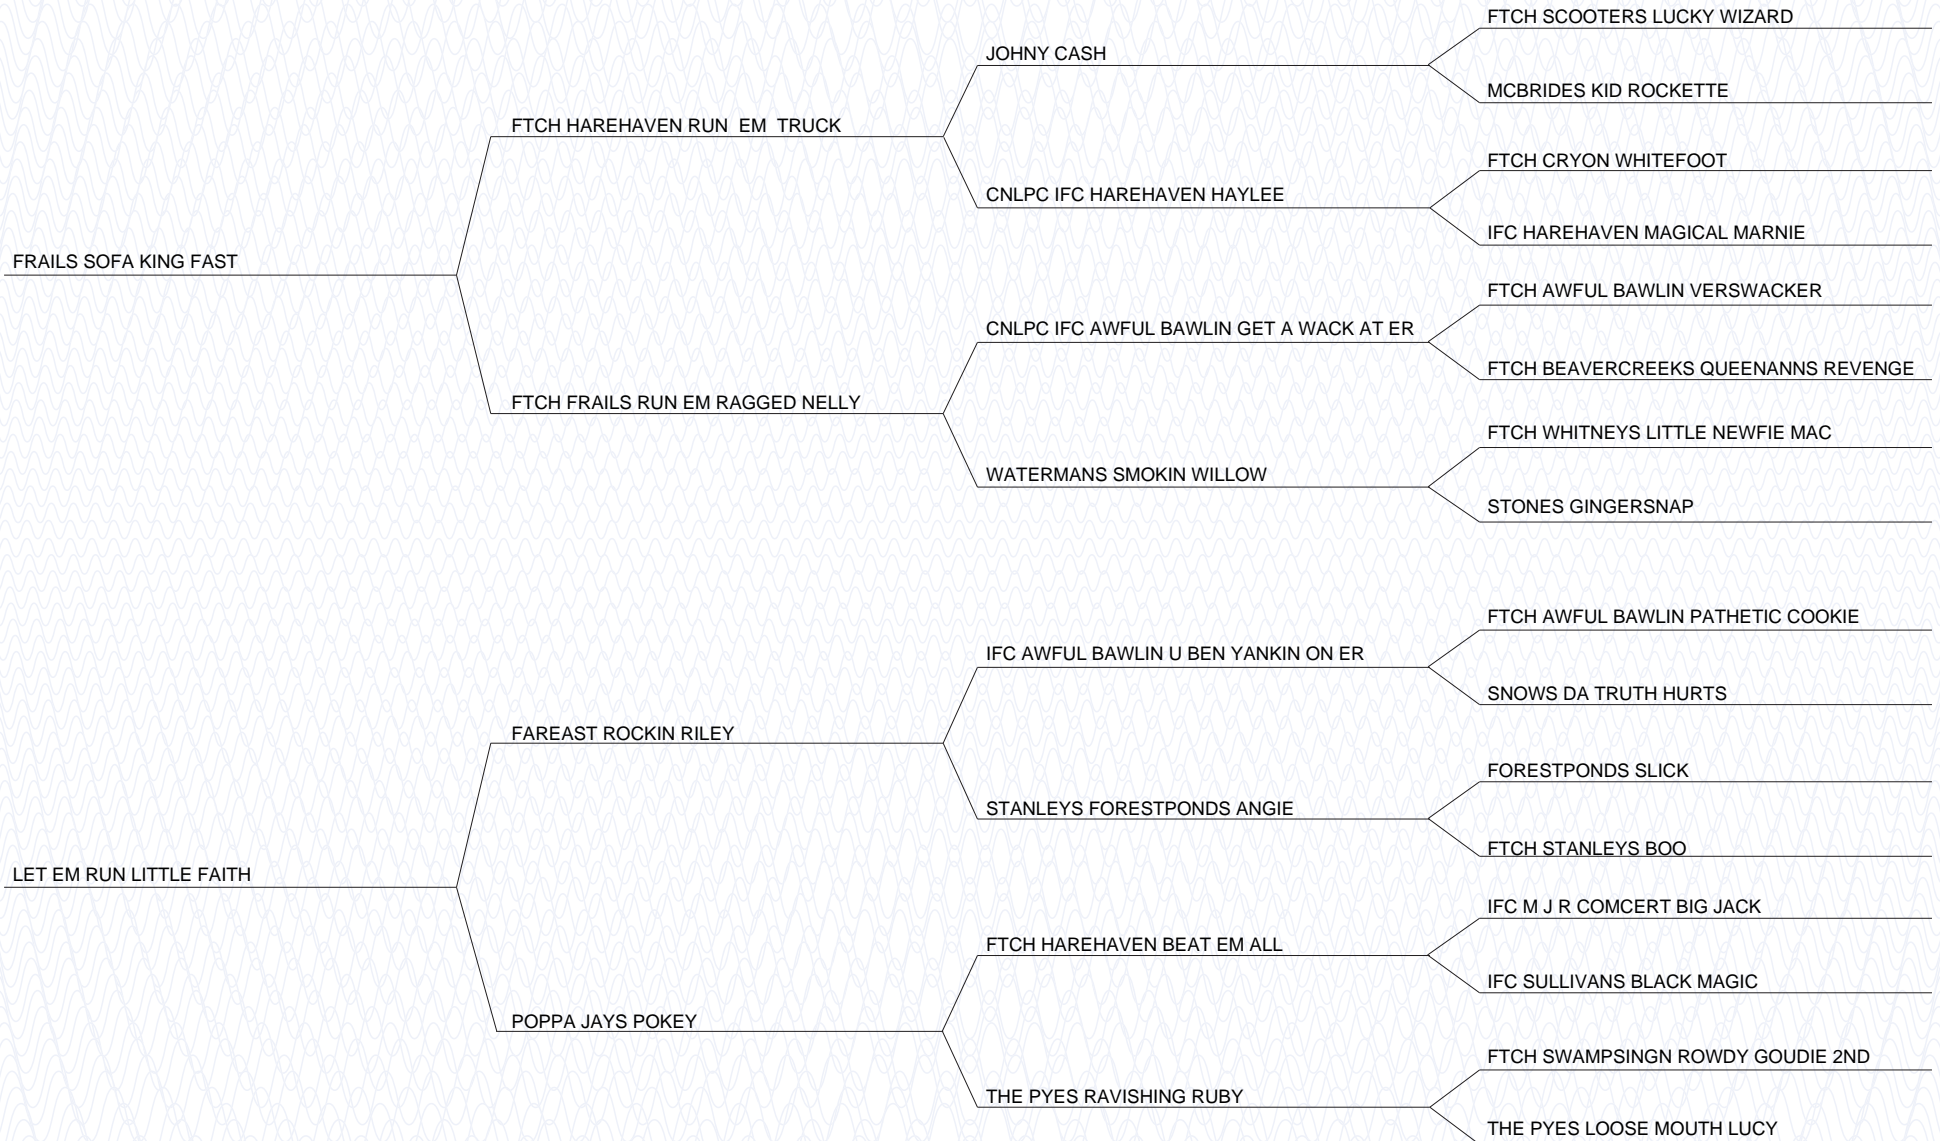 FTCH SCOOTERS LUCKY WIZARD
JOHNY CASH
MCBRIDES KID ROCKETTE
FTCH HAREHAVEN RUN  EM  TRUCK
FTCH CRYON WHITEFOOT
CNLPC IFC HAREHAVEN HAYLEE
IFC HAREHAVEN MAGICAL MARNIE
FRAILS SOFA KING FAST
FTCH AWFUL BAWLIN VERSWACKER
CNLPC IFC AWFUL BAWLIN GET A WACK AT ER
FTCH BEAVERCREEKS QUEENANNS REVENGE
FTCH FRAILS RUN EM RAGGED NELLY
FTCH WHITNEYS LITTLE NEWFIE MAC
WATERMANS SMOKIN WILLOW
STONES GINGERSNAP
FTCH AWFUL BAWLIN PATHETIC COOKIE
IFC AWFUL BAWLIN U BEN YANKIN ON ER
SNOWS DA TRUTH HURTS
FAREAST ROCKIN RILEY
FORESTPONDS SLICK
STANLEYS FORESTPONDS ANGIE
FTCH STANLEYS BOO
LET EM RUN LITTLE FAITH
IFC M J R COMCERT BIG JACK
FTCH HAREHAVEN BEAT EM ALL
IFC SULLIVANS BLACK MAGIC
POPPA JAYS POKEY
FTCH SWAMPSINGN ROWDY GOUDIE 2ND
THE PYES RAVISHING RUBY
THE PYES LOOSE MOUTH LUCY